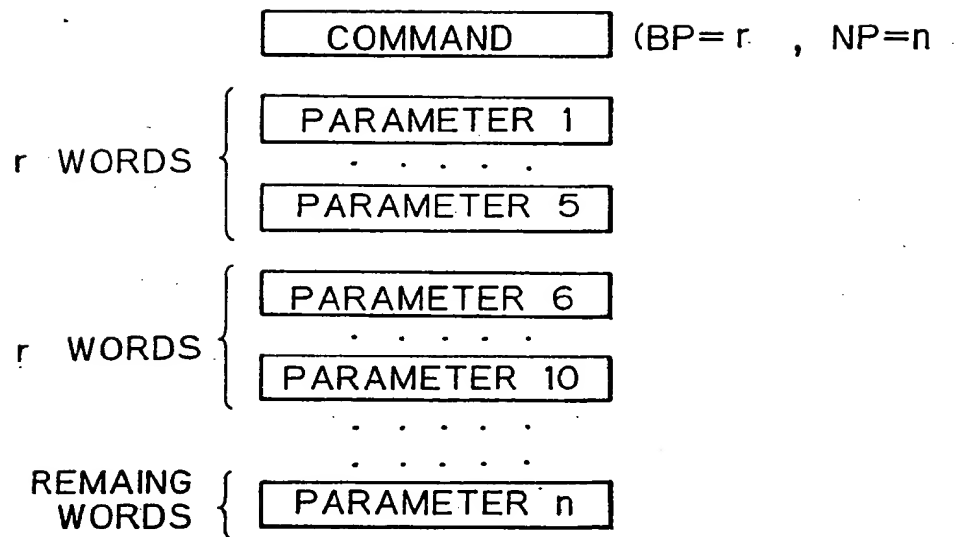 COMMAND (BP=r , NP=n
PARAMETER 1
. . . . .
r WORDS
PARAMETER 5
PARAMETER 6
. . . . .
r WORDS
PARAMETER 10
. . . . .
. . . . .
REMAING
WORDS
PARAMETER n